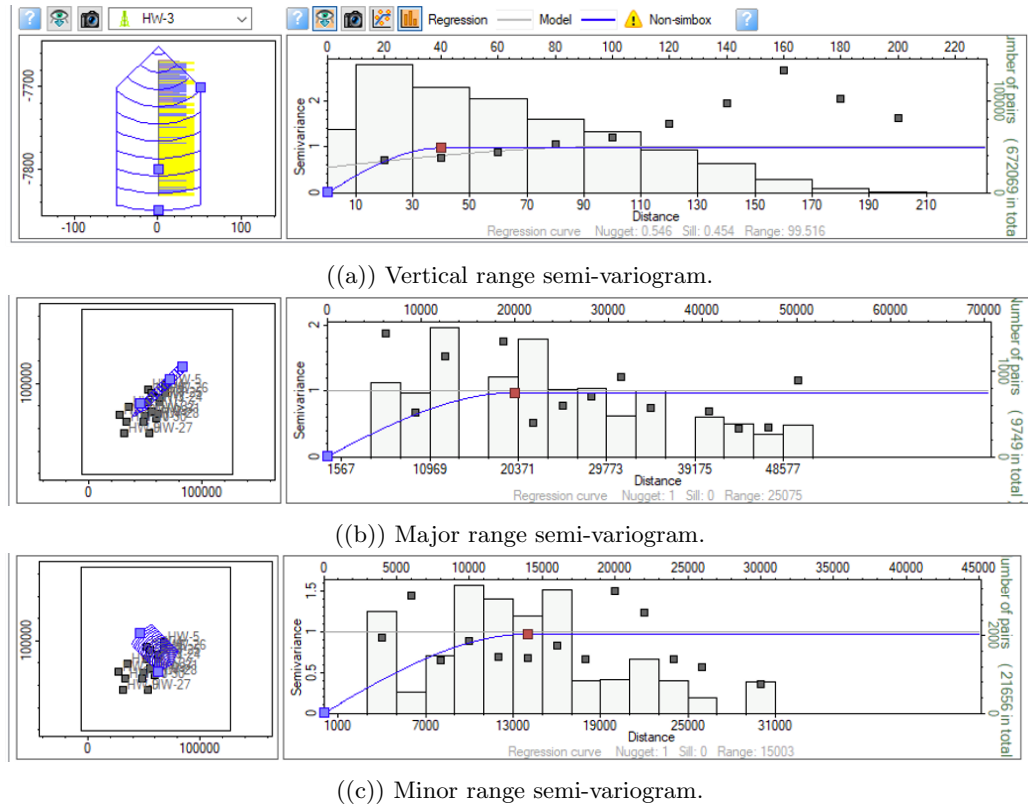 HW-3
Regression Model Non-simbox
-7700
-7800
-100 0 100
0 20 40 60 80 100 120 140 160 180 200 220
Semivariance
2
1
0
10 30 50 70 90 110 130 150 170 190 210
Distance
Number of pairs
100000
0
( 672069 in total
Regression curve Nugget: 0.546 Sill: 0.454 Range: 99.516
((a)) Vertical range semi-variogram.
100000
HW-5
HW-27
0 100000
0 10000 20000 30000 40000 50000 60000 70000
Semivariance
2
1
0
1567 10969 20371 29773 39175 48577
Distance
Number of pairs
1000
0
( 9749 in total )
Regression curve Nugget: 1 Sill: 0 Range: 25075
((b)) Major range semi-variogram.
100000
HW-5
HW-27
0 100000
0 5000 10000 15000 20000 25000 30000 35000 40000 45000
Semivariance
1.5
1
0.5
0
1000 7000 13000 19000 25000 31000
Distance
umber of pairs
2000
0
( 21656 in total )
Regression curve Nugget: 1 Sill: 0 Range: 15003
((c)) Minor range semi-variogram.